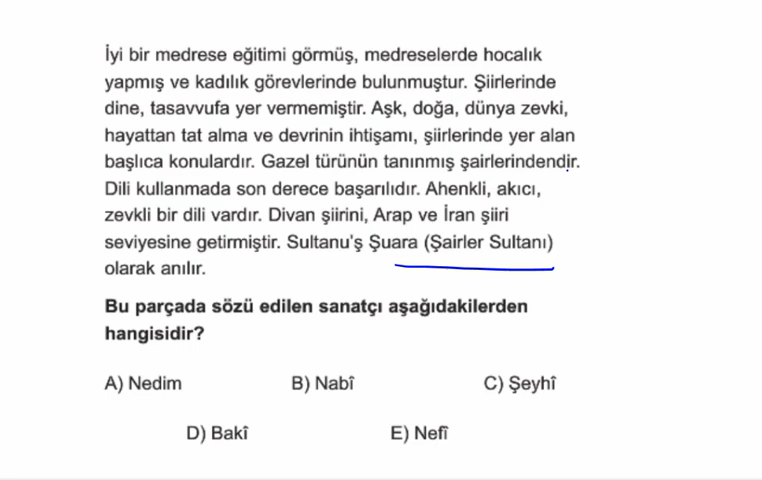 İyi bir medrese eğitimi görmüş, medreselerde hocalık
yapmış ve kadılık görevlerinde bulunmuştur. Şiirlerinde
dine, tasavvufa yer vermemiştir. Aşk, doğa, dünya zevki,
hayattan tat alma ve devrinin ihtişamı, şiirlerinde yer alan
başlıca konulardır. Gazel türünün tanınmış şairlerindendir.
Dili kullanmada son derece başarılıdır. Ahenkli, akıcı,
zevkli bir dili vardır. Divan şiirini, Arap ve İran şiiri
seviyesine getirmiştir. Sultanu'ş Şuara (Şairler Sultanı)
olarak anılır.
Bu parçada sözü edilen sanatçı aşağıdakilerden
hangisidir?
A) Nedim B) Nabî C) Şeyhî
D) Bakî E) Nefî